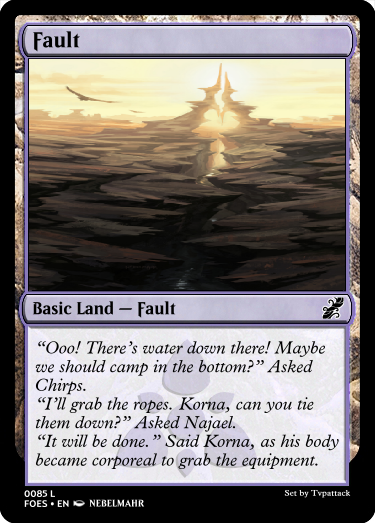 Fault
Basic Land — Fault
“Ooo! There’s water down there! Maybe
we should camp in the bottom?” Asked
Chirps.
“I’ll grab the ropes. Korna, can you tie
them down?” Asked Najael.
“It will be done.” Said Korna, as his body
became corporeal to grab the equipment.
0085 L
FOES • EN NEBELMAHR
Set by Tvpattack